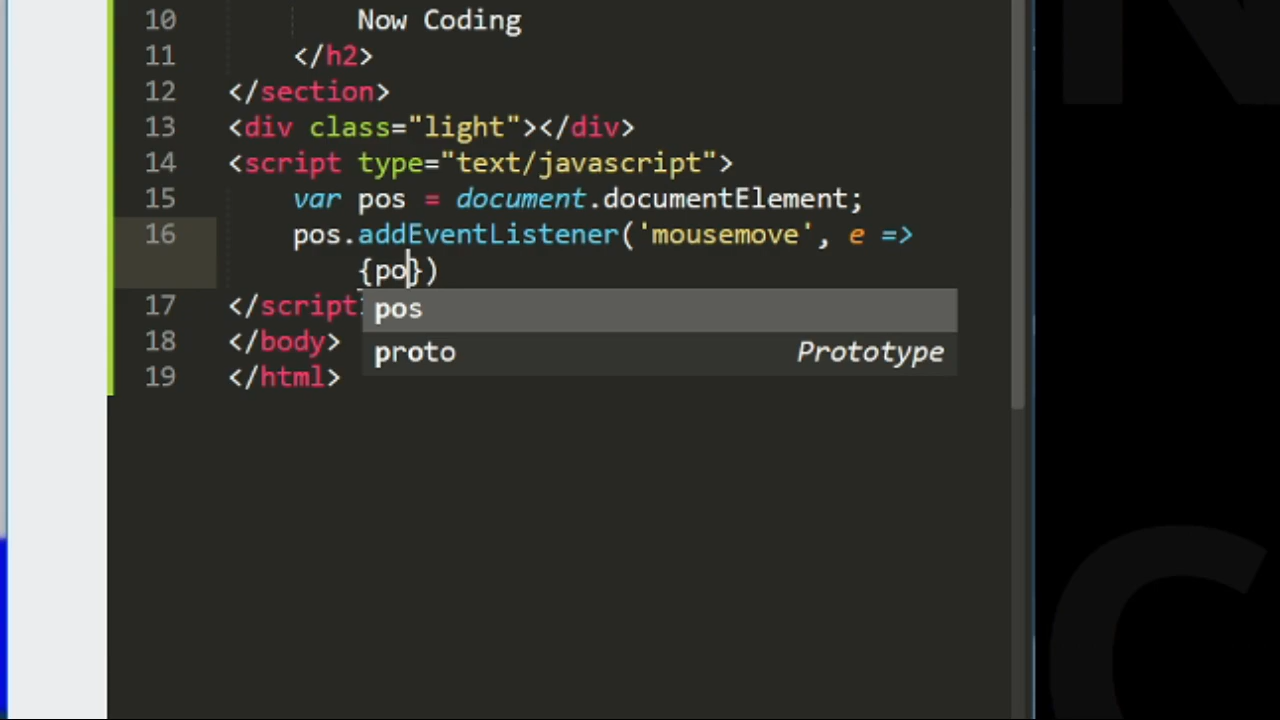 10 Now Coding
11 </h2>
12 </section>
13 <div class="light"></div>
14 <script type="text/javascript">
15 var pos = document.documentElement;
16 pos.addEventListener('mousemove', e =>
{po})
17 </script
pos
18 </body>
proto Prototype
19 </html>
N
C